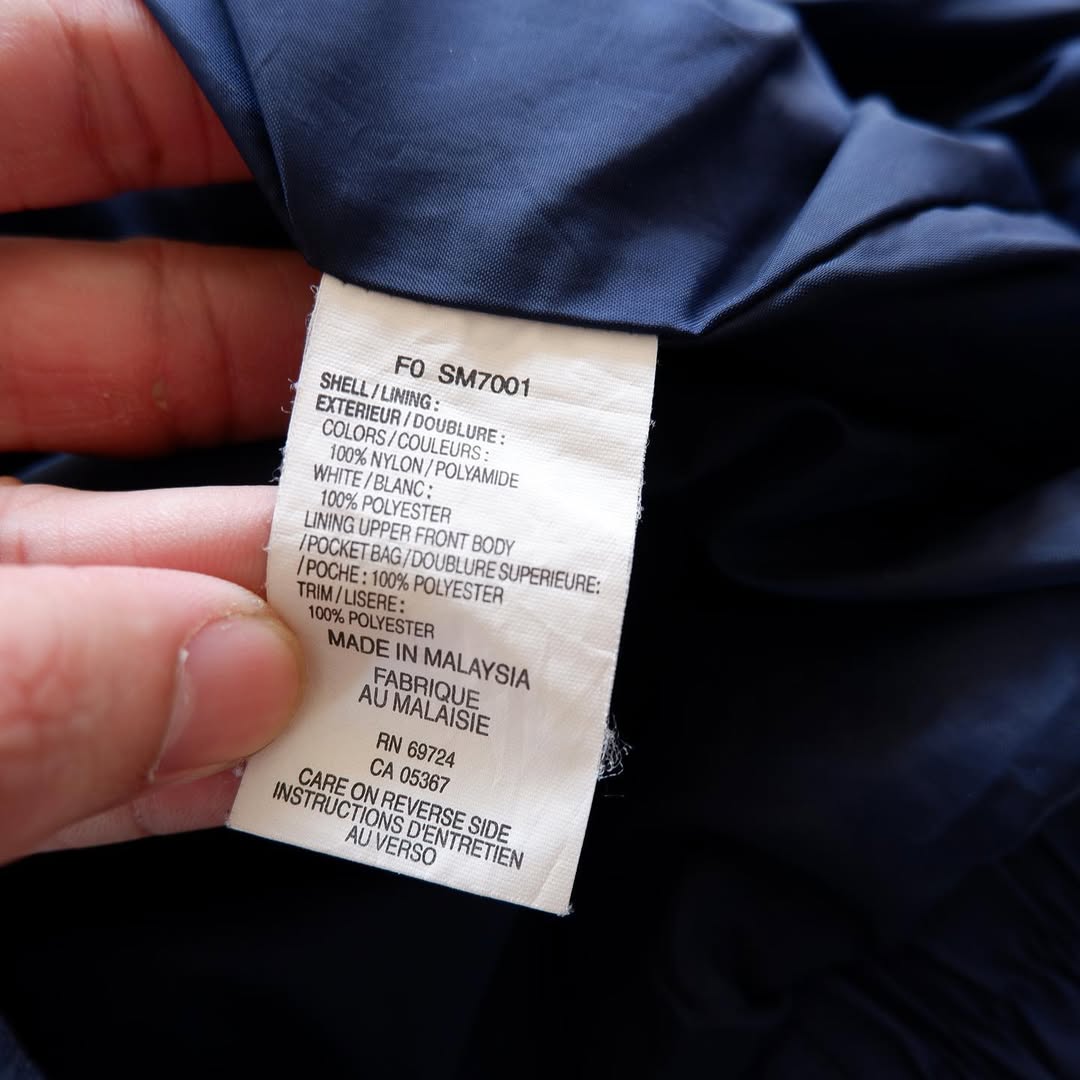 F0 SM7001
SHELL/LINING:
EXTERIEUR/DOUBLURE:
COLORS/COULEURS:
100% NYLON/POLYAMIDE
WHITE/BLANC:
100% POLYESTER
LINING UPPER FRONT BODY
/POCKET BAG/DOUBLURE SUPERIEURE:
/POCHE: 100% POLYESTER
TRIM/LISERE:
100% POLYESTER
MADE IN MALAYSIA
FABRIQUE
AU MALAISIE
RN 69724
CA 05367
CARE ON REVERSE SIDE
INSTRUCTIONS D'ENTRETIEN
AU VERSO